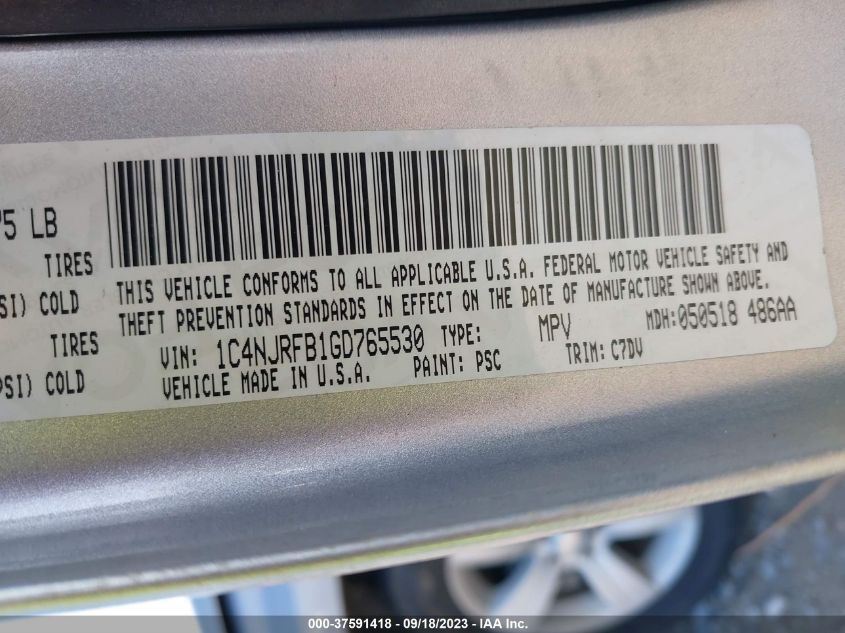 75 LB
TIRES
SI) COLD
TIRES
PSI) COLD
THIS VEHICLE CONFORMS TO ALL APPLICABLE U.S.A. FEDERAL MOTOR VEHICLE SAFETY AND
THEFT PREVENTION STANDARDS IN EFFECT ON THE DATE OF MANUFACTURE SHOWN ABOVE.
VIN: 1C4NJRFB1GD765530 TYPE: MPV MDH:050518 486AA
VEHICLE MADE IN U.S.A. PAINT: PSC TRIM: C7DV
000-37591418 - 09/18/2023 - IAA Inc.